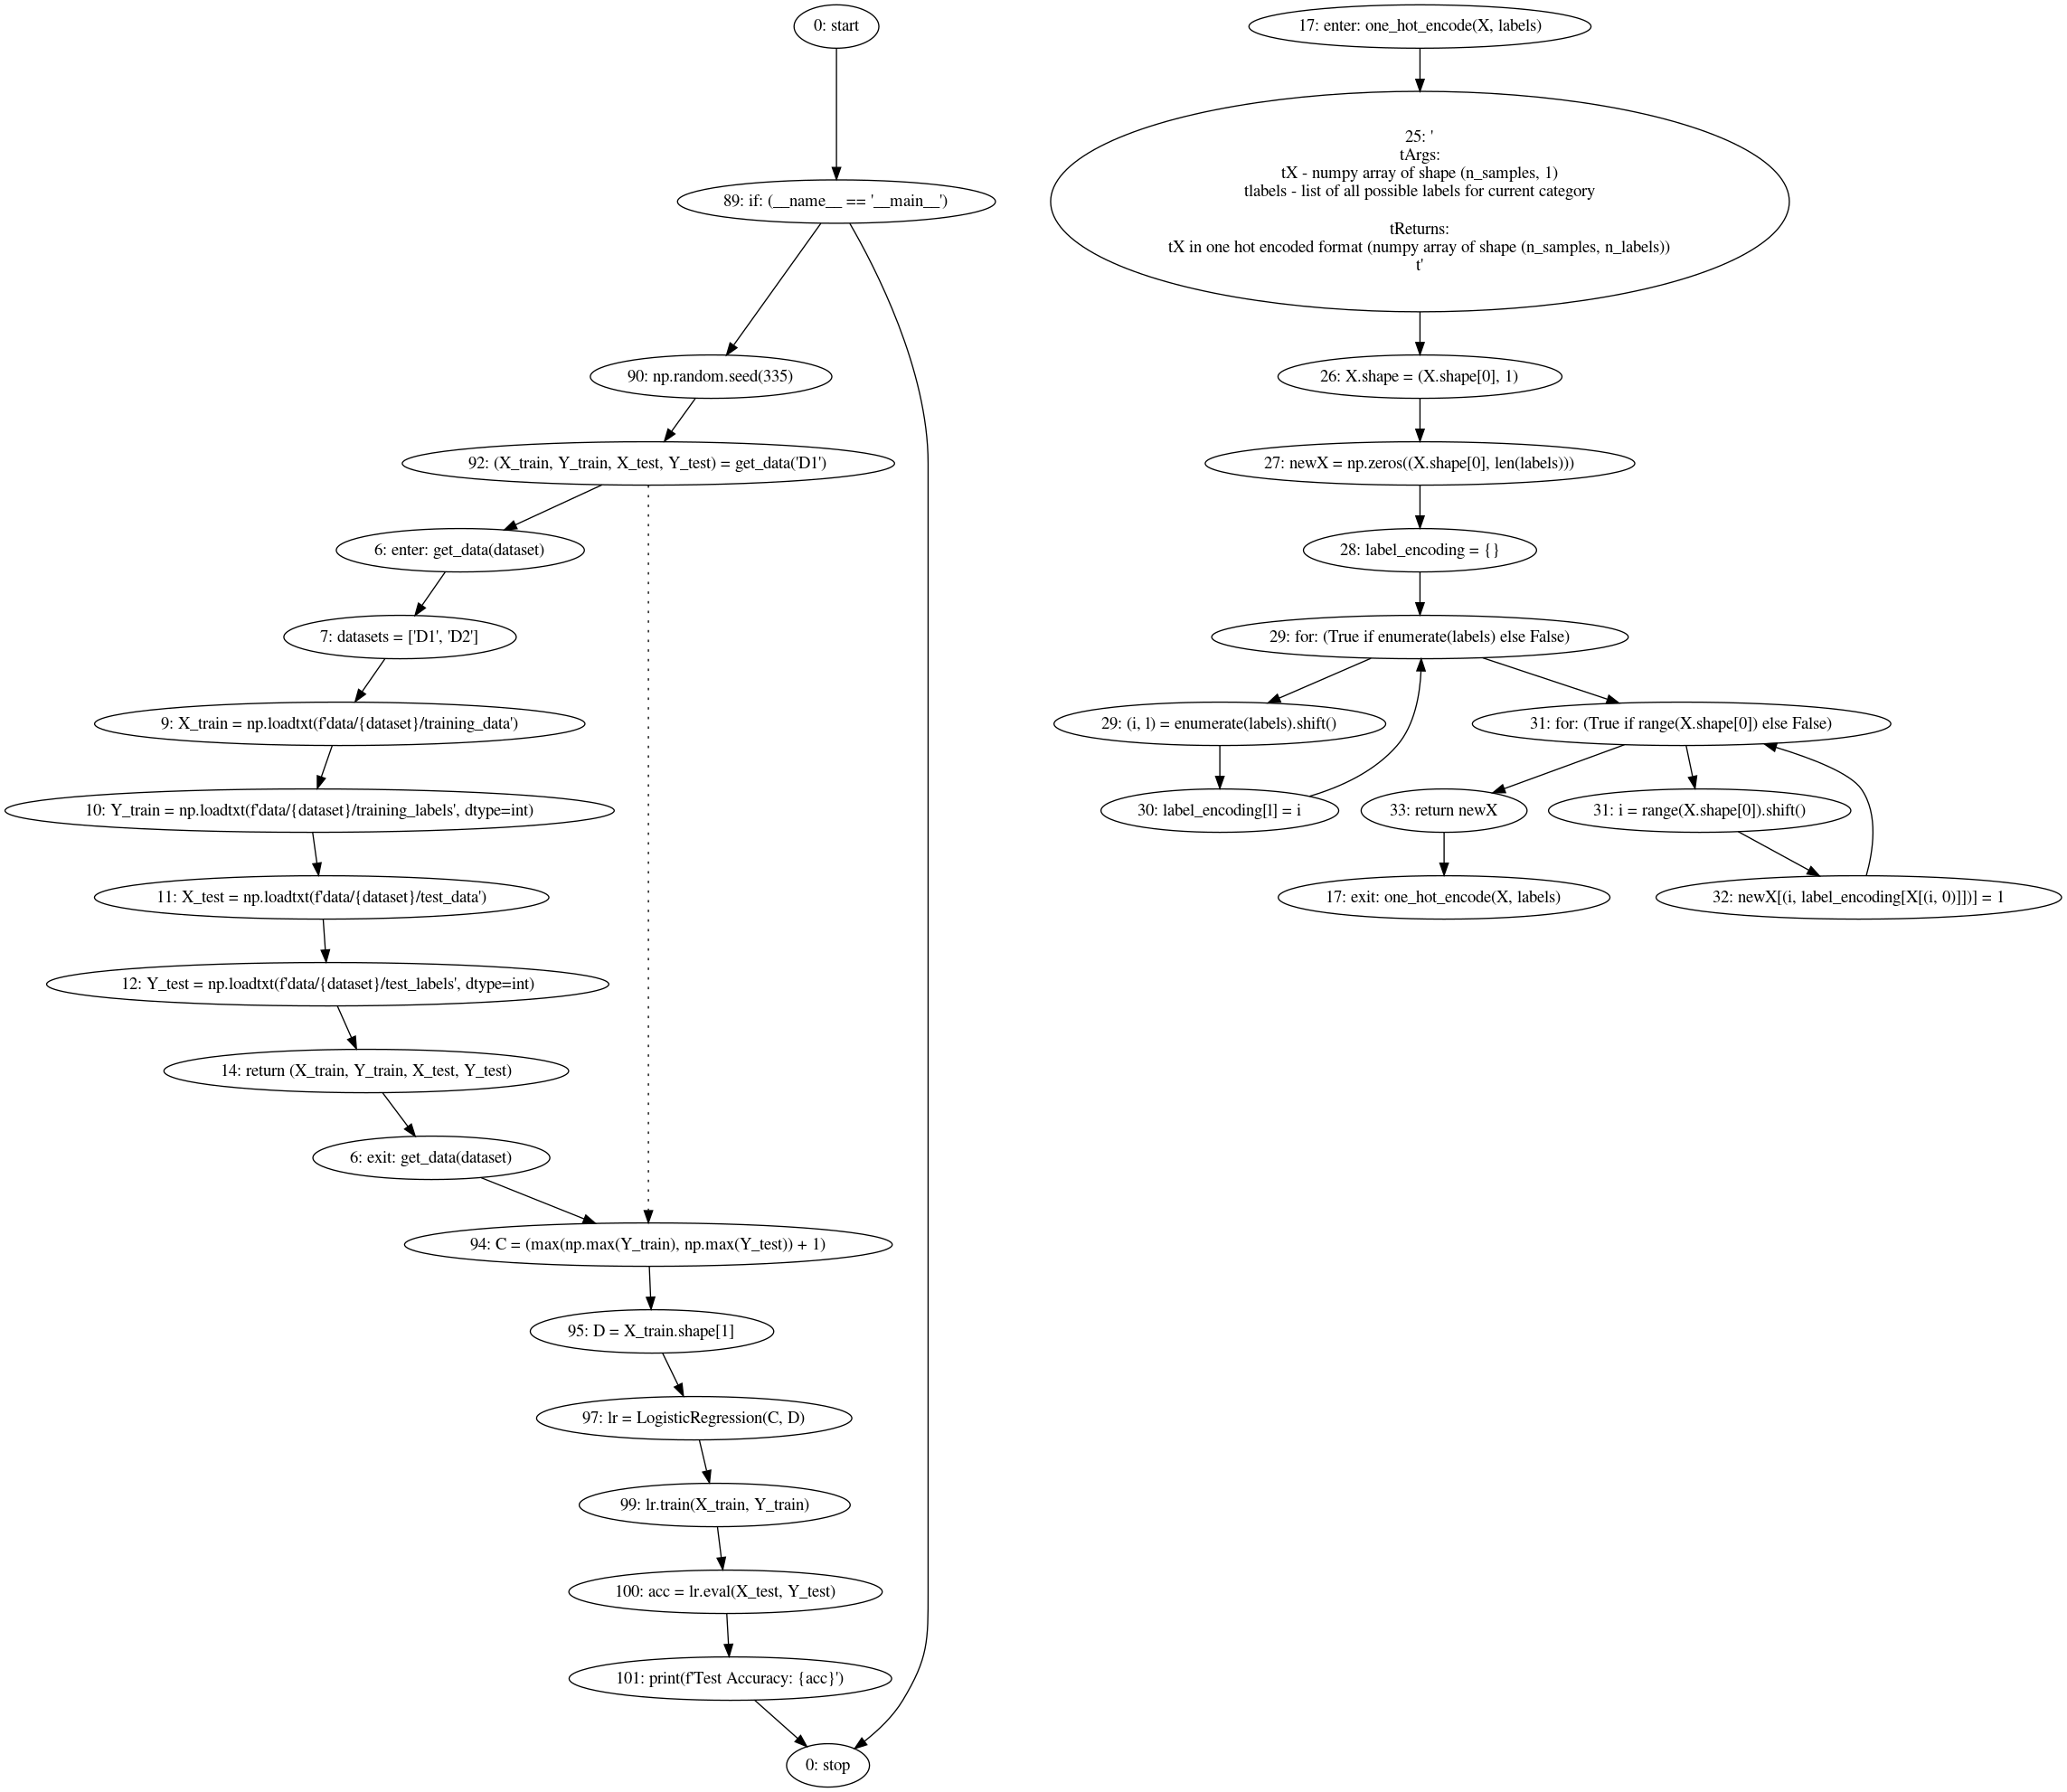 0: start
89: if: (__name__ == '__main__')
90: np.random.seed(335)
92: (X_train, Y_train, X_test, Y_test) = get_data('D1')
6: enter: get_data(dataset)
7: datasets = ['D1', 'D2']
9: X_train = np.loadtxt(f'data/{dataset}/training_data')
10: Y_train = np.loadtxt(f'data/{dataset}/training_labels', dtype=int)
11: X_test = np.loadtxt(f'data/{dataset}/test_data')
12: Y_test = np.loadtxt(f'data/{dataset}/test_labels', dtype=int)
14: return (X_train, Y_train, X_test, Y_test)
6: exit: get_data(dataset)
94: C = (max(np.max(Y_train), np.max(Y_test)) + 1)
95: D = X_train.shape[1]
97: lr = LogisticRegression(C, D)
99: lr.train(X_train, Y_train)
100: acc = lr.eval(X_test, Y_test)
101: print(f'Test Accuracy: {acc}')
0: stop
17: enter: one_hot_encode(X, labels)
25: '
tArgs:
tX - numpy array of shape (n_samples, 1)
tlabels - list of all possible labels for current category
tReturns:
tX in one hot encoded format (numpy array of shape (n_samples, n_labels))
t'
26: X.shape = (X.shape[0], 1)
27: newX = np.zeros((X.shape[0], len(labels)))
28: label_encoding = {}
29: for: (True if enumerate(labels) else False)
29: (i, l) = enumerate(labels).shift()
30: label_encoding[l] = i
31: for: (True if range(X.shape[0]) else False)
33: return newX
31: i = range(X.shape[0]).shift()
17: exit: one_hot_encode(X, labels)
32: newX[(i, label_encoding[X[(i, 0)]])] = 1